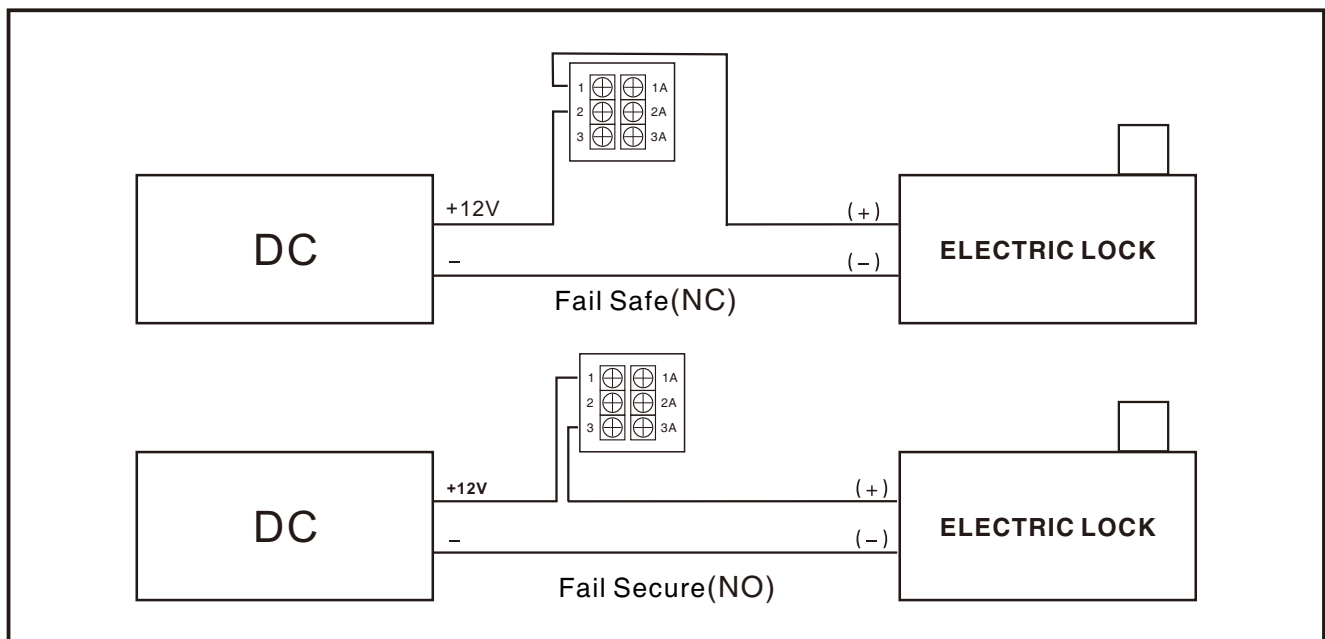 1 1A
2 2A
3 3A
+12V (+)
DC ELECTRIC LOCK
– (–)
Fail Safe(NC)
1 1A
2 2A
3 3A
+12V (+)
DC ELECTRIC LOCK
– (–)
Fail Secure(NO)